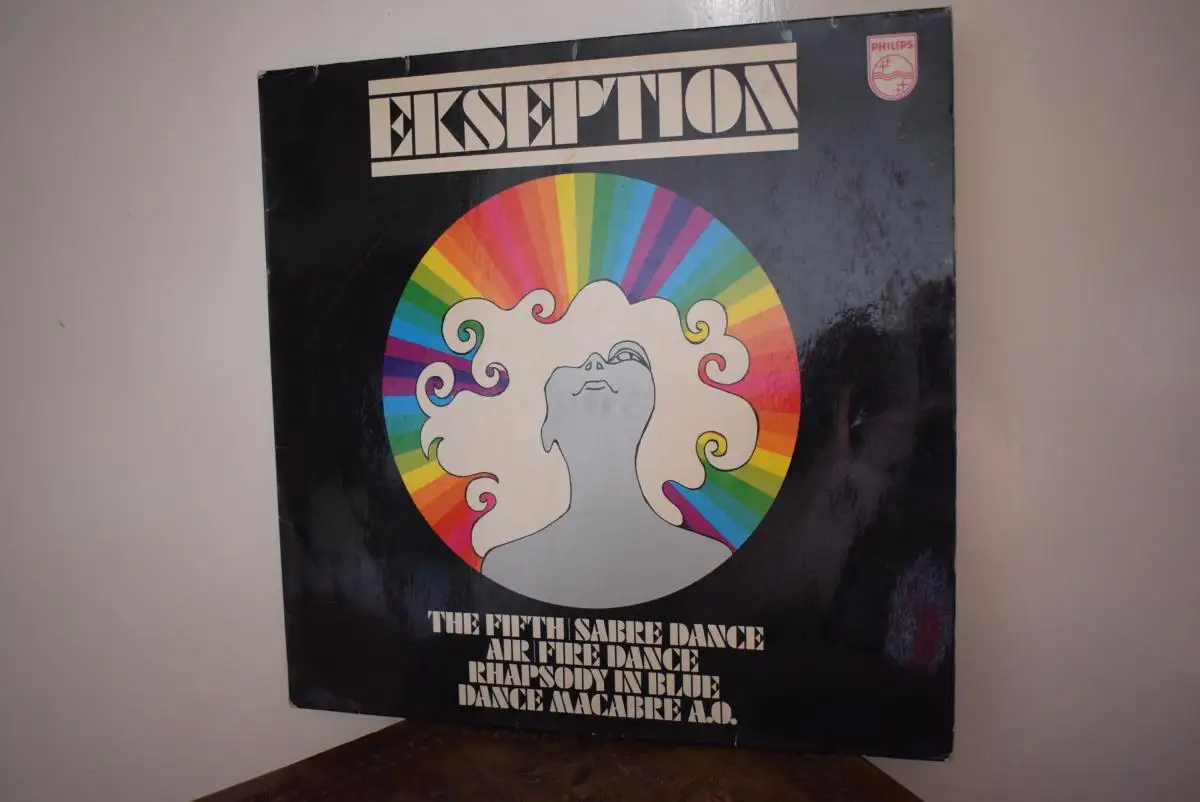 EKSEPTION
PHILIPS
THE FIFTH | SABRE DANCE
AIR | FIRE DANCE
RHAPSODY IN BLUE
DANCE MACABRE A.O.